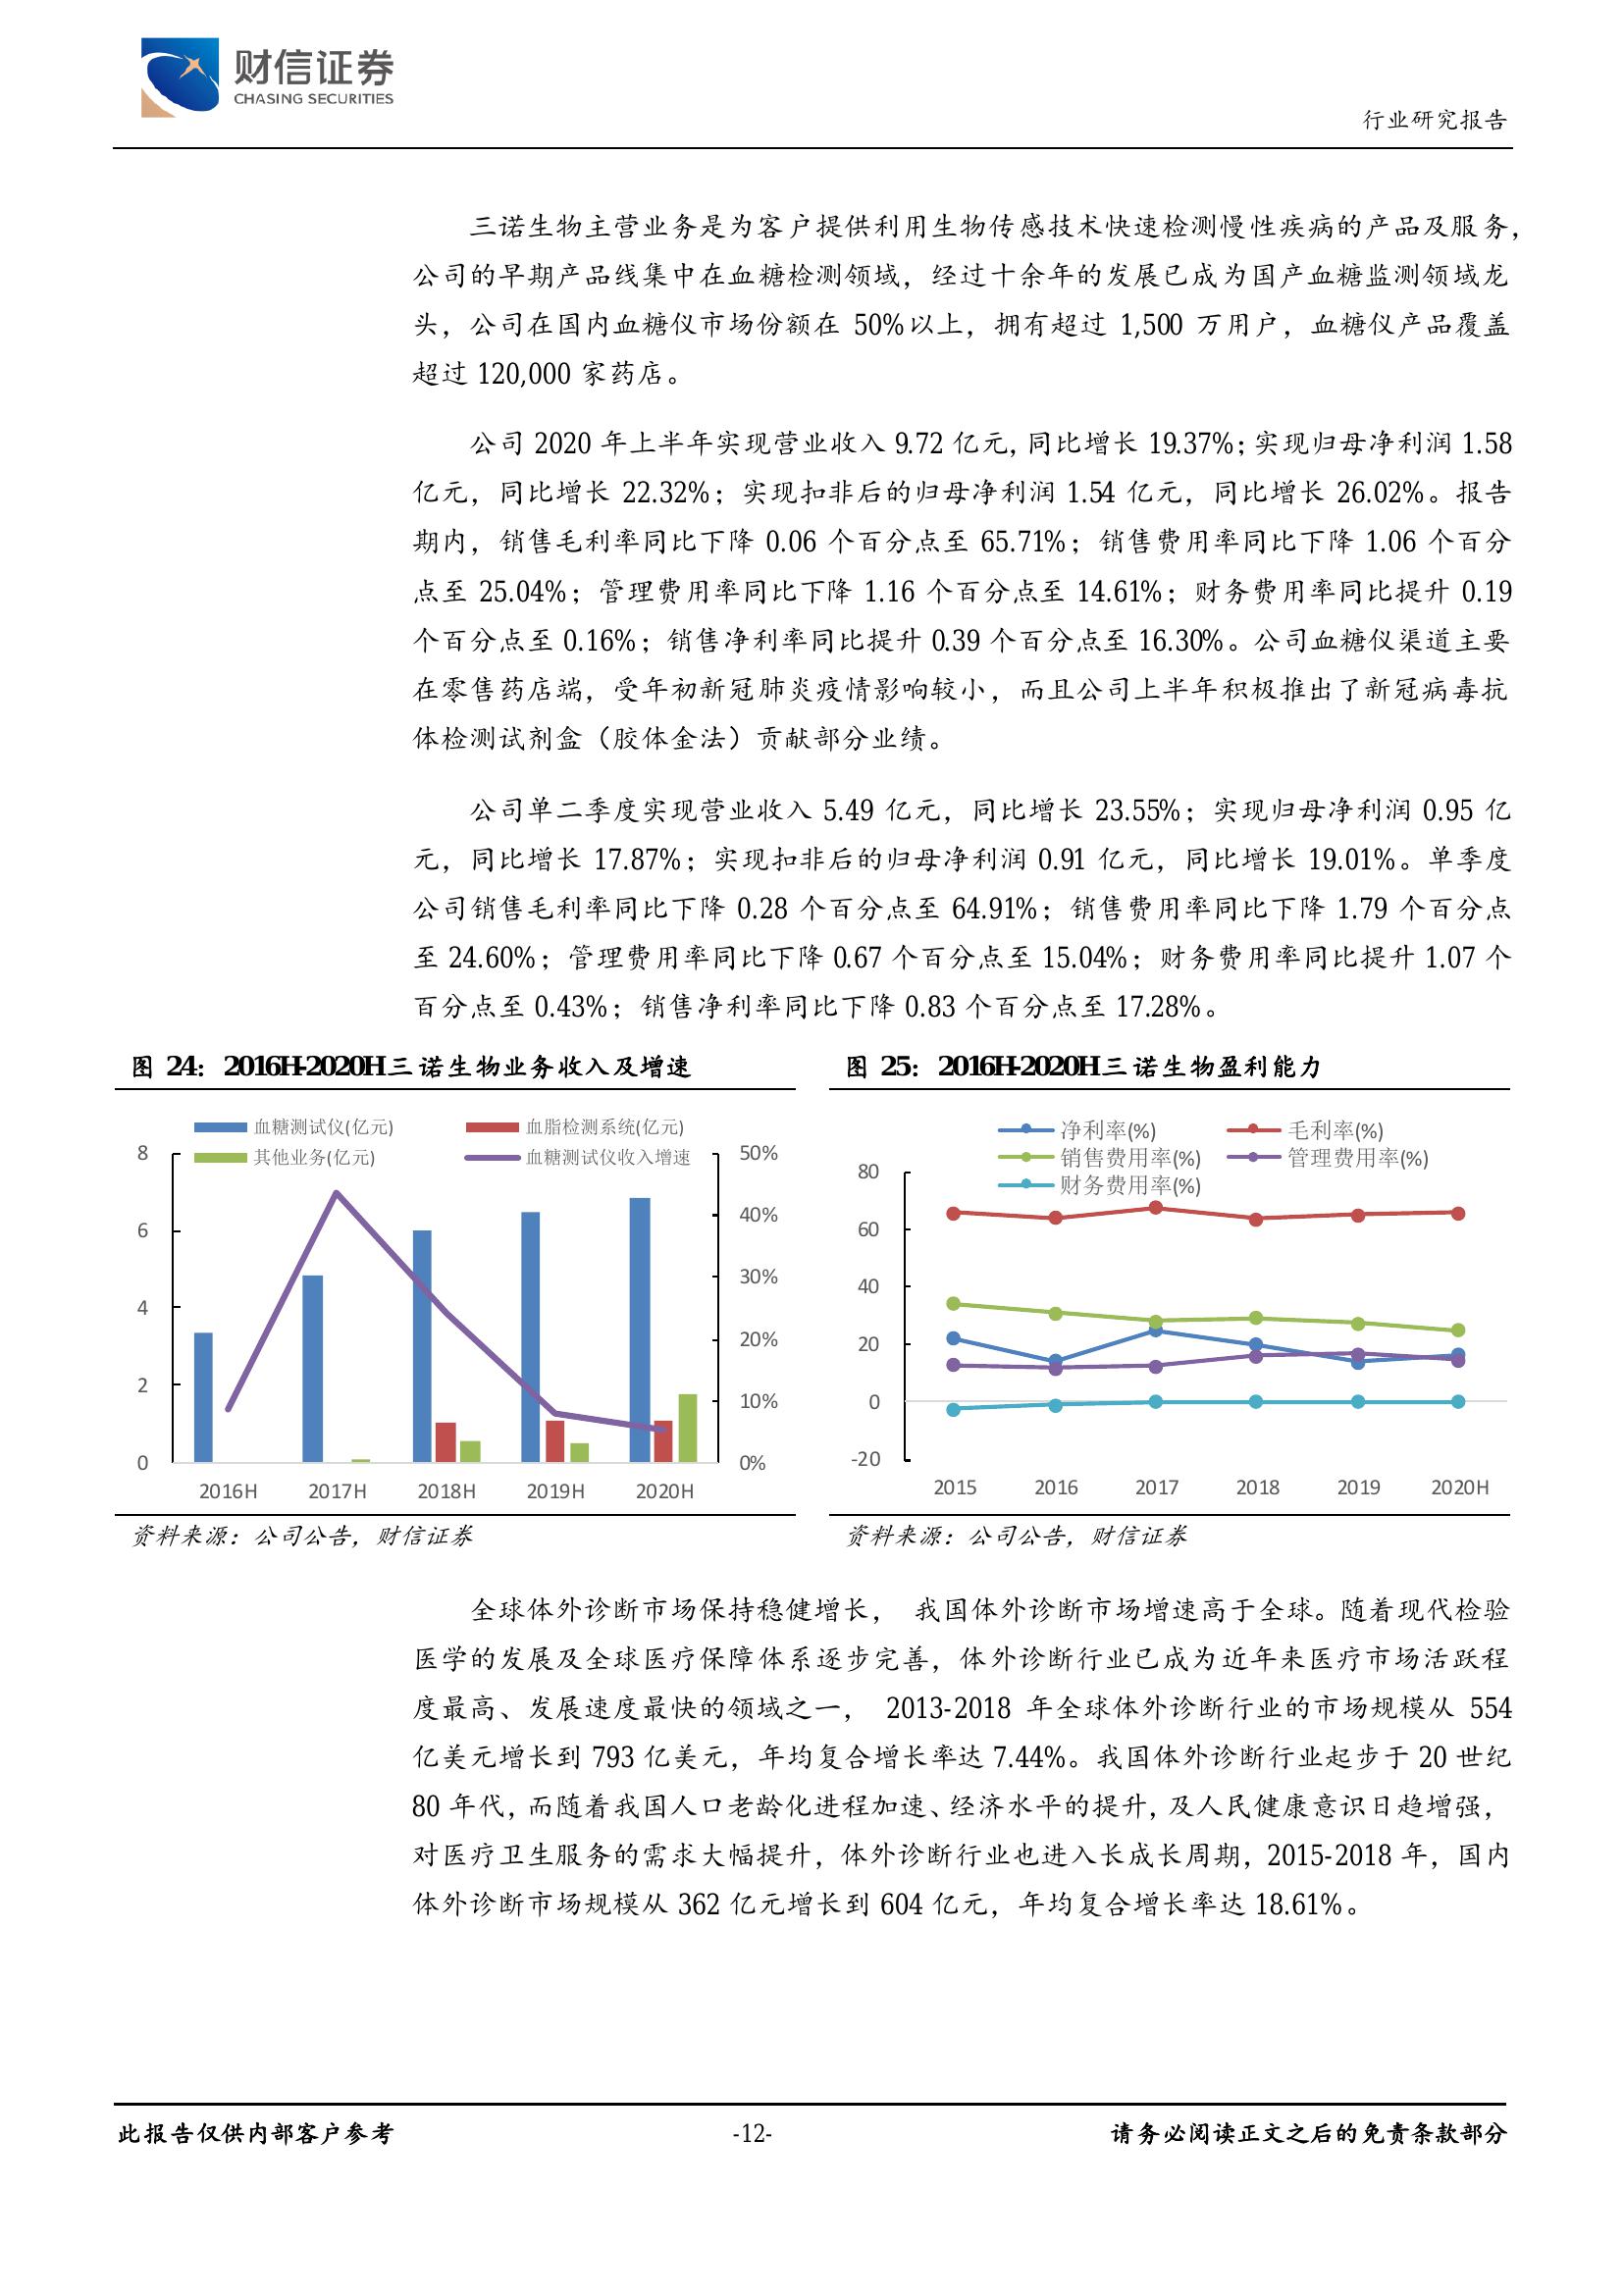 财信证券
CHASING SECURITIES
行业研究报告
三诺生物主营业务是为客户提供利用生物传感技术快速检测慢性疾病的产品及服务，
公司的早期产品线集中在血糖检测领域，经过十余年的发展已成为国产血糖监测领域龙
头，公司在国内血糖仪市场份额在 50%以上，拥有超过 1,500 万用户，血糖仪产品覆盖
超过 120,000 家药店。
公司 2020 年上半年实现营业收入 9.72 亿元，同比增长 19.37%；实现归母净利润 1.58
亿元，同比增长 22.32%；实现扣非后的归母净利润 1.54 亿元，同比增长 26.02%。报告
期内，销售毛利率同比下降 0.06 个百分点至 65.71%；销售费用率同比下降 1.06 个百分
点至 25.04%；管理费用率同比下降 1.16 个百分点至 14.61%；财务费用率同比提升 0.19
个百分点至 0.16%；销售净利率同比提升 0.39 个百分点至 16.30%。公司血糖仪渠道主要
在零售药店端，受年初新冠肺炎疫情影响较小，而且公司上半年积极推出了新冠病毒抗
体检测试剂盒（胶体金法）贡献部分业绩。
公司单二季度实现营业收入 5.49 亿元，同比增长 23.55%；实现归母净利润 0.95 亿
元，同比增长 17.87%；实现扣非后的归母净利润 0.91 亿元，同比增长 19.01%。单季度
公司销售毛利率同比下降 0.28 个百分点至 64.91%；销售费用率同比下降 1.79 个百分点
至 24.60%；管理费用率同比下降 0.67 个百分点至 15.04%；财务费用率同比提升 1.07 个
百分点至 0.43%；销售净利率同比下降 0.83 个百分点至 17.28%。
图 24：2016H-2020H三诺生物业务收入及增速
血糖测试仪(亿元) 血脂检测系统(亿元)
其他业务(亿元) 血糖测试仪收入增速
8 50%
40%
6
30%
4
20%
2
10%
0 0%
2016H 2017H 2018H 2019H 2020H
资料来源：公司公告，财信证券
图 25：2016H-2020H三诺生物盈利能力
净利率(%) 毛利率(%)
销售费用率(%) 管理费用率(%)
财务费用率(%)
80
60
40
20
0
-20
2015 2016 2017 2018 2019 2020H
资料来源：公司公告，财信证券
全球体外诊断市场保持稳健增长， 我国体外诊断市场增速高于全球。随着现代检验
医学的发展及全球医疗保障体系逐步完善，体外诊断行业已成为近年来医疗市场活跃程
度最高、发展速度最快的领域之一， 2013-2018 年全球体外诊断行业的市场规模从 554
亿美元增长到 793 亿美元，年均复合增长率达 7.44%。我国体外诊断行业起步于 20 世纪
80 年代，而随着我国人口老龄化进程加速、经济水平的提升，及人民健康意识日趋增强，
对医疗卫生服务的需求大幅提升，体外诊断行业也进入长成长周期，2015-2018 年，国内
体外诊断市场规模从 362 亿元增长到 604 亿元，年均复合增长率达 18.61%。
此报告仅供内部客户参考 -12- 请务必阅读正文之后的免责条款部分